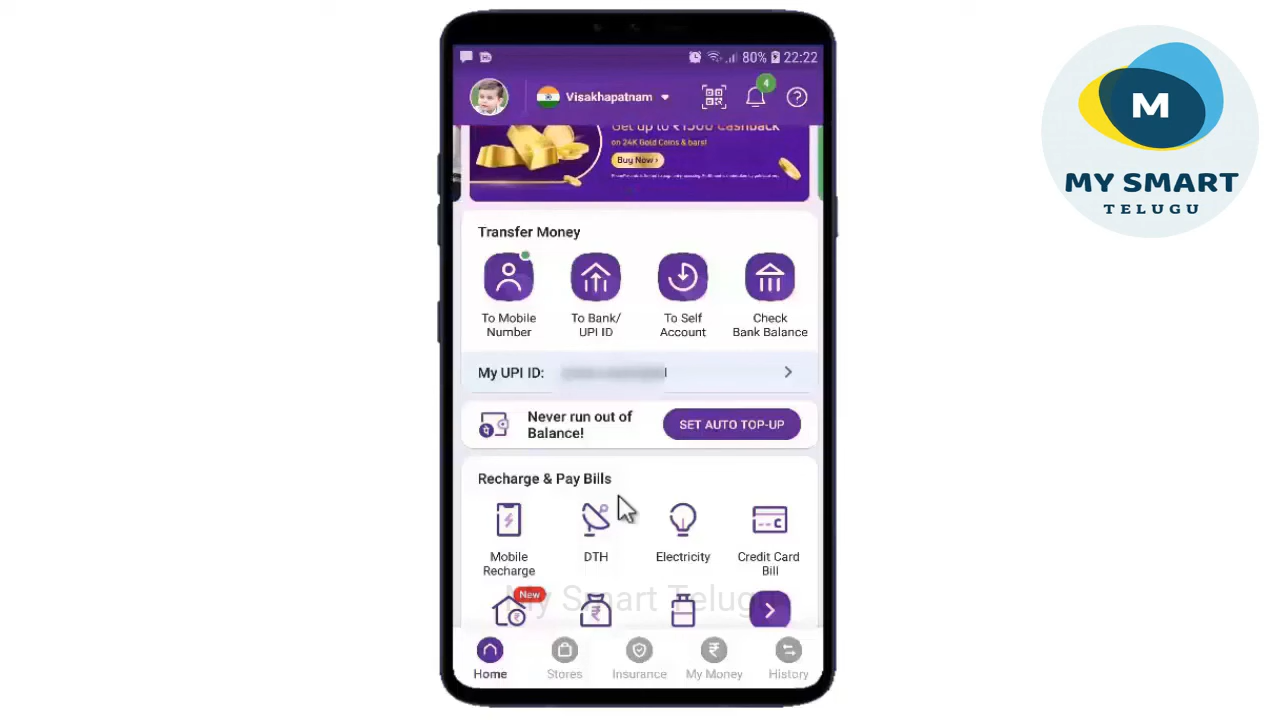 80% 22:22
Visakhapatnam
4
Get up to ₹1500 Cashback
on 24K Gold Coins & bars!
Buy Now ›
Transfer Money
To Mobile Number
To Bank/ UPI ID
To Self Account
Check Bank Balance
My UPI ID:
Never run out of
Balance!
SET AUTO TOP-UP
Recharge & Pay Bills
Mobile Recharge
DTH
Electricity
Credit Card Bill
New
My Smart Telugu
Home
Stores
Insurance
My Money
History
M
MY SMART
TELUGU